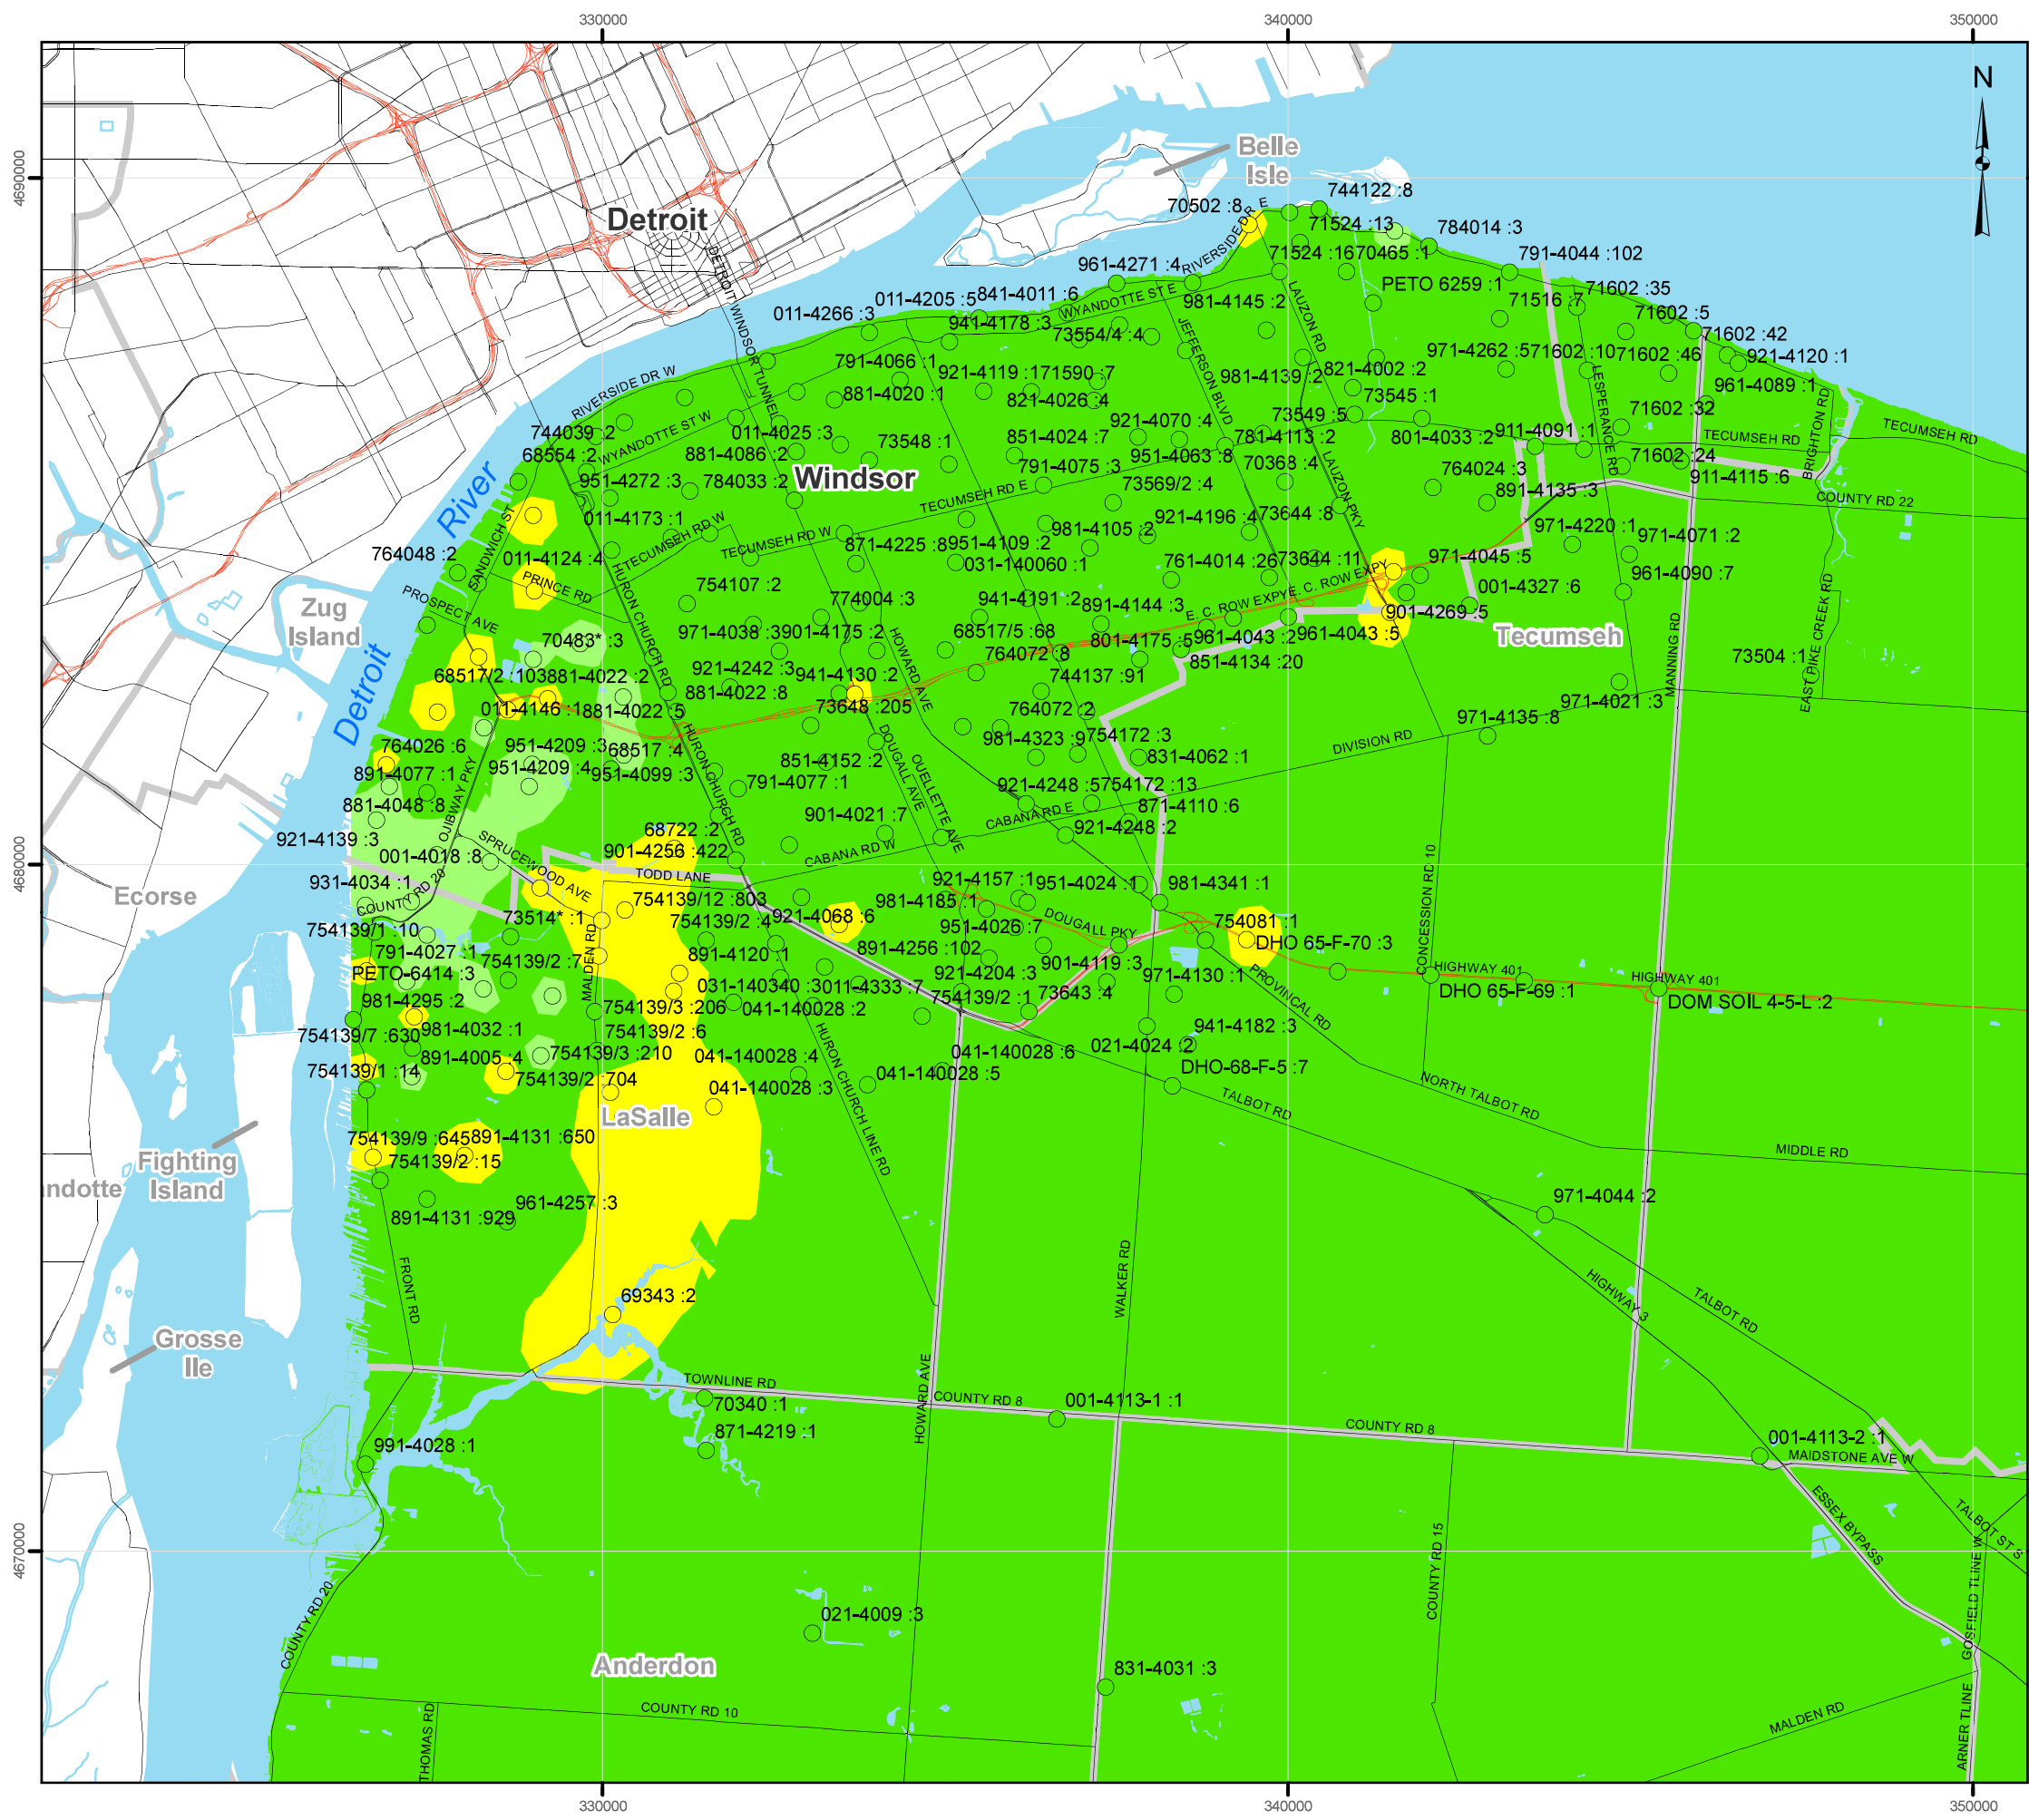 330000
340000
350000
4690000
4680000
4670000
N
Belle
Isle
Detroit
744122 :8
70502 :8
71524 :13
784014 :3
RIVERSIDE DR E
71524 :16
70465 :1
791-4044 :102
961-4271 :4
PETO 6259 :1
71602 :35
011-4205 :5
841-4011 :6
WYANDOTTE ST E
981-4145 :2
71516 :7
71602 :5
011-4266 :3
941-4178 :3
73554/4 :4
LAUZON RD
71602 :42
DETROIT WINDSOR TUNNEL
791-4066 :1
921-4119 :1
71590 :7
JEFFERSON BLVD
981-4139 :2
821-4002 :2
971-4262 :5
71602 :10
71602 :46
921-4120 :1
RIVERSIDE DR W
881-4020 :1
821-4026 :4
73545 :1
961-4089 :1
LESPERANCE RD
BRIGHTON RD
744039 :2
WYANDOTTE ST W
011-4025 :3
73548 :1
851-4024 :7
921-4070 :4
73549 :5
71602 :32
68554 :2
881-4086 :2
791-4075 :3
951-4063 :8
781-4113 :2
801-4033 :2
911-4091 :1
TECUMSEH RD
TECUMSEH RD
951-4272 :3
784033 :2
Windsor
TECUMSEH RD E
73569/2 :4
70368 :4
LAUZON PKY
764024 :3
71602 :24
911-4115 :6
COUNTY RD 22
River
SANDWICH ST
011-4173 :1
TECUMSEH RD W
TECUMSEH RD W
981-4105 :2
921-4196 :4
73644 :8
891-4135 :3
971-4220 :1
971-4071 :2
764048 :2
011-4124 :4
871-4225 :8
951-4109 :2
761-4014 :26
73644 :11
971-4045 :5
PRINCE RD
754107 :2
031-140060 :1
E. C. ROW EXPY
E. C. ROW EXPY
001-4327 :6
961-4090 :7
PROSPECT AVE
HURON CHURCH RD
774004 :3
941-4191 :2
891-4144 :3
901-4269 :5
Zug
Island
70483* :3
971-4038 :3
901-4175 :2
HOWARD AVE
68517/5 :68
801-4175 :5
961-4043 :2
961-4043 :5
Tecumseh
EAST PIKE CREEK RD
MANNING RD
73504 :1
68517/2 :103
881-4022 :2
921-4242 :3
941-4130 :2
764072 :8
851-4134 :20
Detroit
011-4146 :1
881-4022 :5
881-4022 :8
73648 :205
744137 :91
971-4021 :3
764026 :6
951-4209 :3
68517 :4
HURON CHURCH RD
764072 :2
971-4135 :8
DIVISION RD
891-4077 :1
951-4209 :4
951-4099 :3
851-4152 :2
DOUGALL AVE
OUELLETTE AVE
981-4323 :9
754172 :3
831-4062 :1
881-4048 :8
OJIBWAY PKY
791-4077 :1
921-4248 :5
754172 :13
871-4110 :6
921-4139 :3
001-4018 :8
SPRUCEWOOD AVE
68722 :2
901-4021 :7
CABANA RD E
921-4248 :2
901-4256 :422
CABANA RD W
TODD LANE
Ecorse
931-4034 :1
COUNTY RD 20
754139/12 :803
921-4157 :1
951-4024 :1
981-4341 :1
CONCESSION RD 10
73514* :1
981-4185 :1
754139/1 :10
754139/2 :4
921-4068 :6
DOUGALL PKY
754081 :1
791-4027 :1
754139/2 :7
MALDEN RD
891-4120 :1
891-4256 :102
951-4026 :7
DHO 65-F-70 :3
PETO-6414 :3
921-4204 :3
901-4119 :3
971-4130 :1
PROVINCAL RD
HIGHWAY 401
HIGHWAY 401
981-4295 :2
754139/3 :206
031-140340 :3
011-4333 :7
041-140028 :2
754139/2 :1
73643 :4
DHO 65-F-69 :1
DOM SOIL 4-5-L :2
754139/7 :630
981-4032 :1
754139/2 :6
941-4182 :3
891-4005 :4
754139/3 :210
041-140028 :4
041-140028 :6
021-4024 :2
754139/1 :14
754139/2 :704
041-140028 :3
041-140028 :5
DHO-68-F-5 :7
LaSalle
HURON CHURCH LINE RD
TALBOT RD
NORTH TALBOT RD
754139/9 :645
891-4131 :650
MIDDLE RD
Fighting
Island
754139/2 :15
ndotte
961-4257 :3
971-4044 :2
891-4131 :929
FRONT RD
WALKER RD
HIGHWAY 3
TALBOT RD
69343 :2
Grosse
Ile
TOWNLINE RD
HOWARD AVE
COUNTY RD 8
70340 :1
001-4113-1 :1
COUNTY RD 8
871-4219 :1
991-4028 :1
001-4113-2 :1
MAIDSTONE AVE W
ESSEX BYPASS
TALBOT ST S
COUNTY RD 15
GOSFIELD TLINE W
COUNTY RD 20
021-4009 :3
Anderdon
831-4031 :3
THOMAS RD
COUNTY RD 10
MALDEN RD
ARNER TLINE
330000
340000
350000